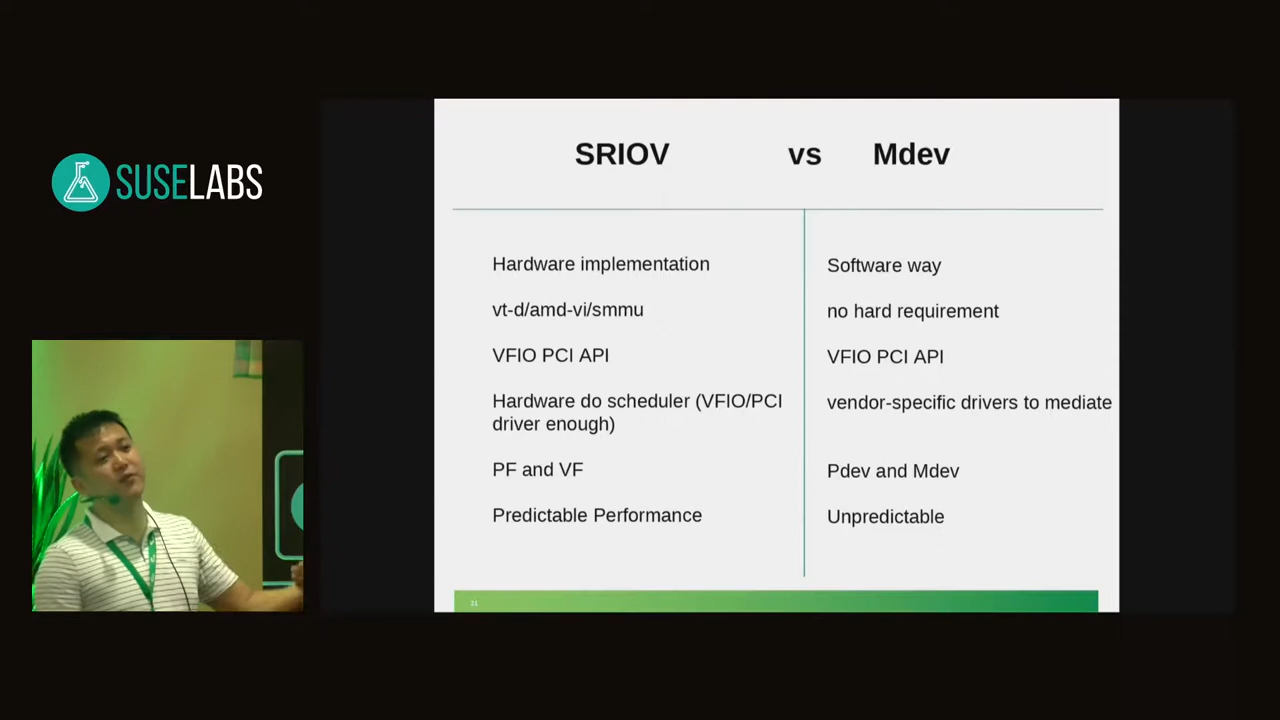 SUSELABS
SRIOV vs Mdev
Hardware implementation
vt-d/amd-vi/smmu
VFIO PCI API
Hardware do scheduler (VFIO/PCI
driver enough)
PF and VF
Predictable Performance
Software way
no hard requirement
VFIO PCI API
vendor-specific drivers to mediate
Pdev and Mdev
Unpredictable
21